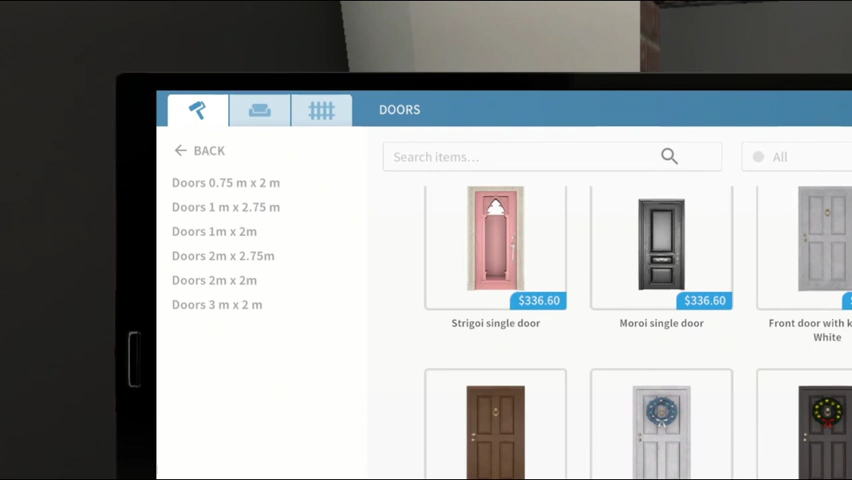 DOORS
BACK
Doors 0.75 m x 2 m
Doors 1 m x 2.75 m
Doors 1m x 2m
Doors 2m x 2.75m
Doors 2m x 2m
Doors 3 m x 2 m
Search items...
All
$336.60
$336.60
Strigoi single door
Moroi single door
Front door with k
White